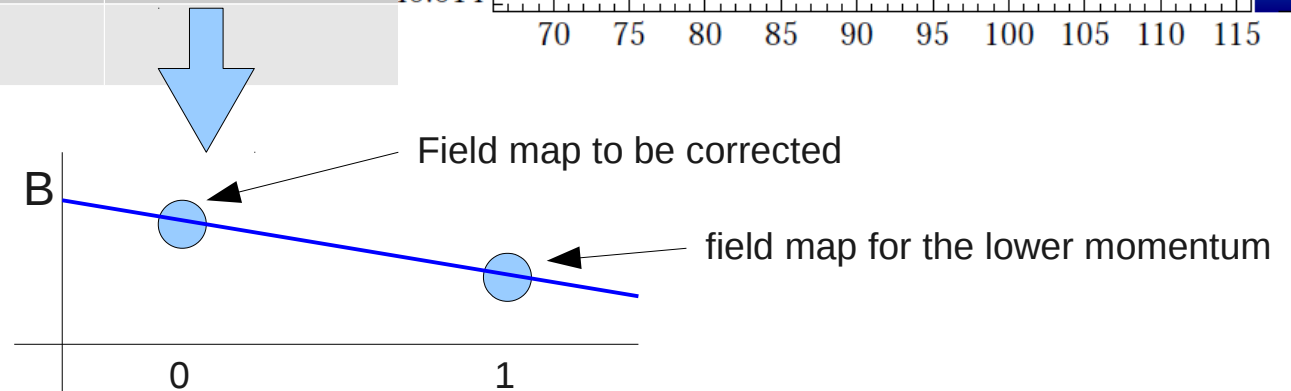 70 75 80 85 90 95 100 105 110 115
Field map to be corrected
B
field map for the lower momentum
0 1